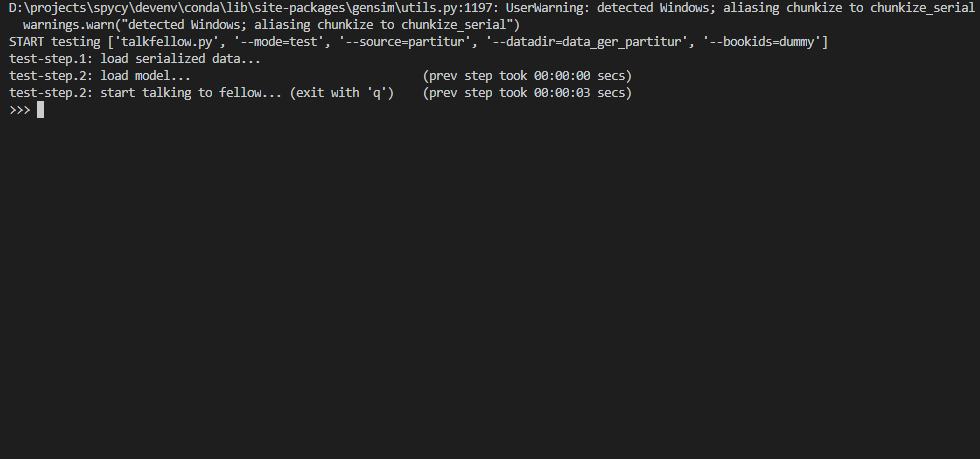 D:\projects\spycy\devenv\conda\lib\site-packages\gensim\utils.py:1197: UserWarning: detected Windows; aliasing chunkize to chunkize_serial
  warnings.warn("detected Windows; aliasing chunkize to chunkize_serial")
START testing ['talkfellow.py', '--mode=test', '--source=partitur', '--datadir=data_ger_partitur', '--bookids=dummy']
test-step.1: load serialized data...
test-step.2: load model... (prev step took 00:00:00 secs)
test-step.2: start talking to fellow... (exit with 'q') (prev step took 00:00:03 secs)
>>>